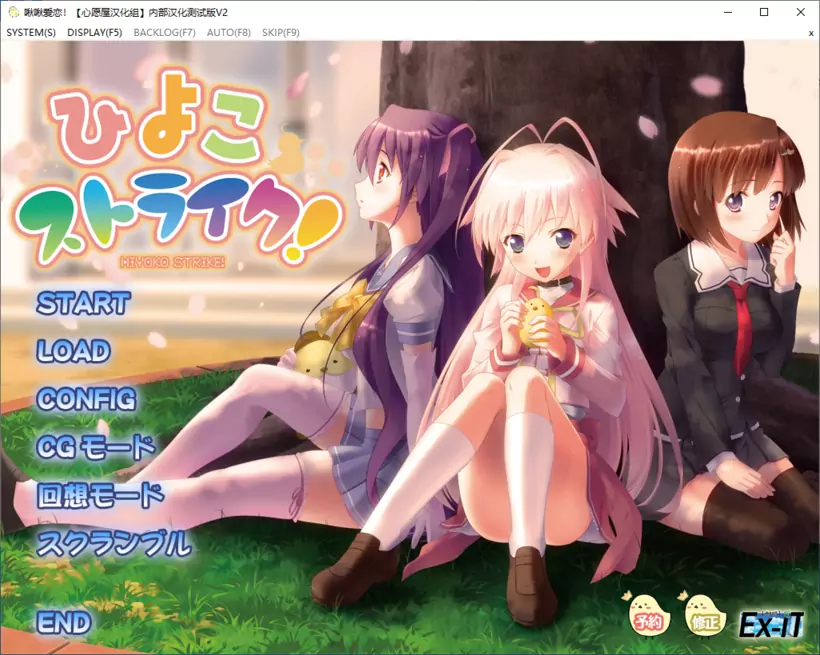 啾啾愛恋！【心愿屋汉化组】内部汉化测试版V2
SYSTEM(S) DISPLAY(F5) BACKLOG(F7) AUTO(F8) SKIP(F9) x
ひよこ
ストライク!
HIYOKO STRIKE!
START
LOAD
CONFIG
CGモード
回想モード
スクランブル
END
予約 修正 EX-iT